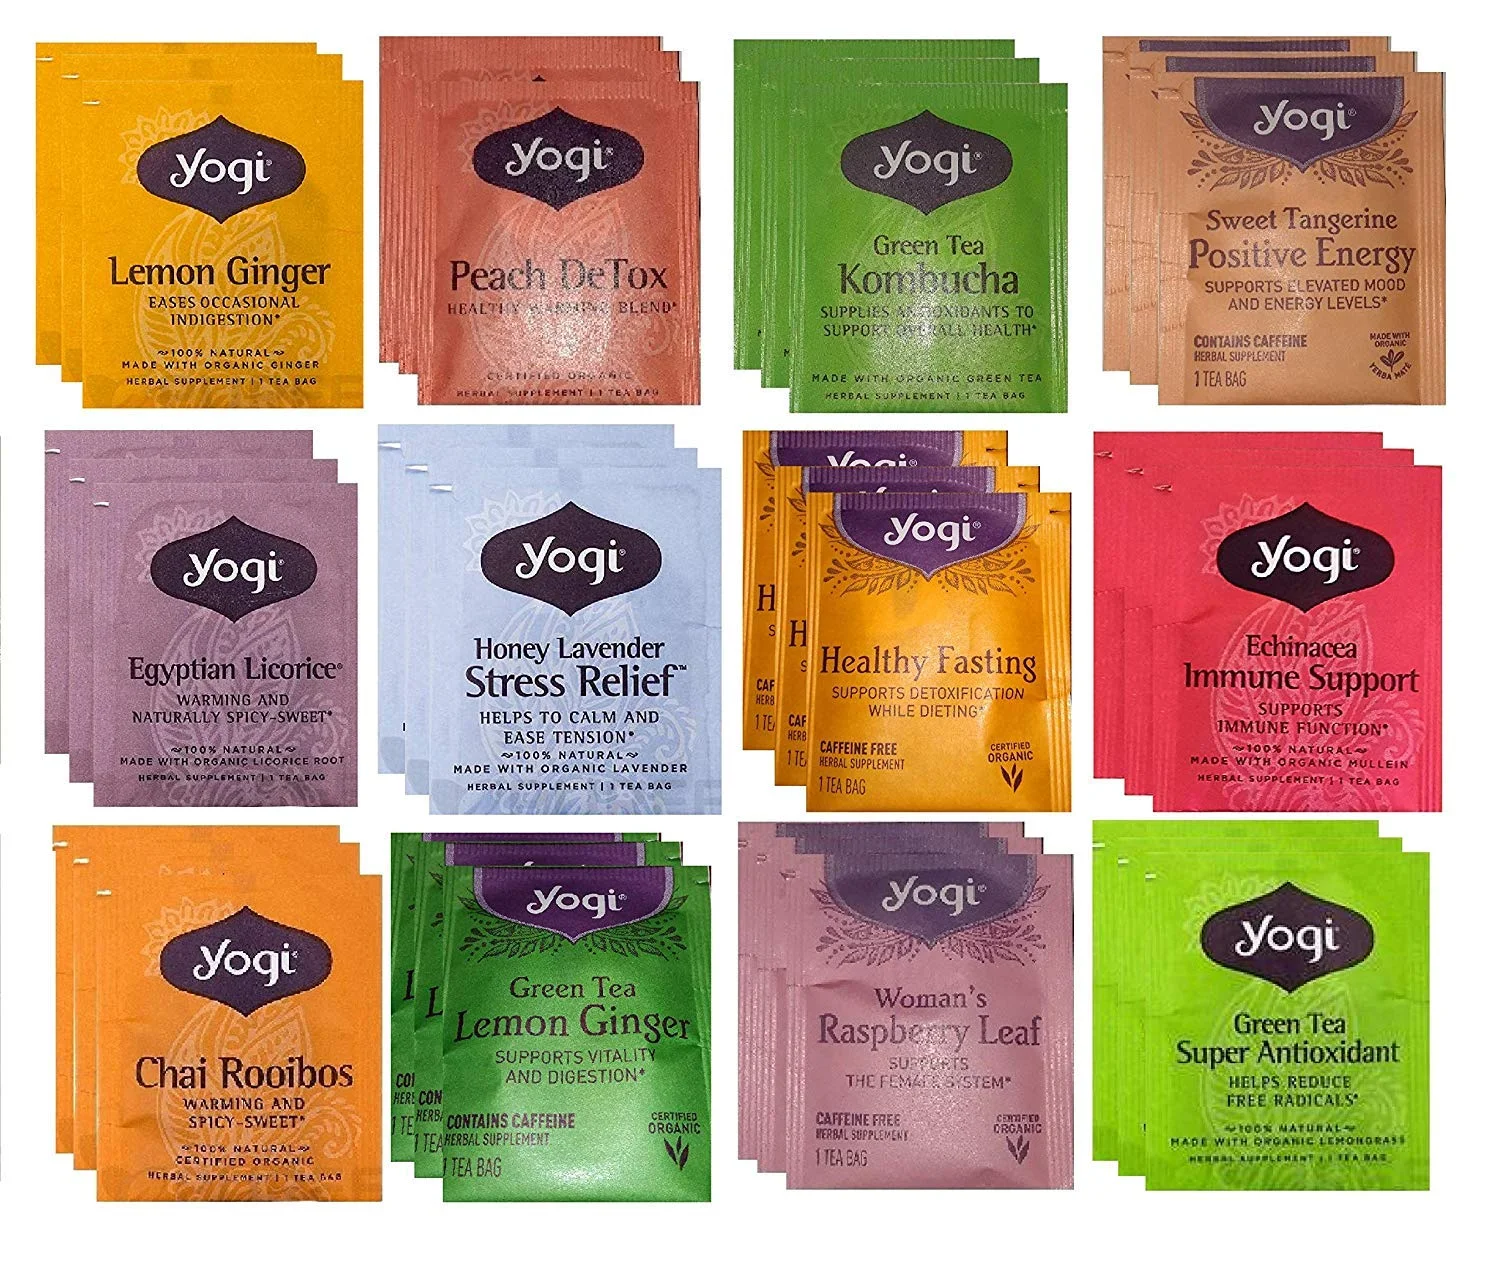 yogi®
Lemon Ginger
EASES OCCASIONAL
INDIGESTION*
~100% NATURAL~
MADE WITH ORGANIC GINGER
HERBAL SUPPLEMENT | 1 TEA BAG
yogi®
Peach DeTox
HEALTHY WARMING BLEND*
CERTIFIED ORGANIC
HERBAL SUPPLEMENT | 1 TEA BAG
yogi®
Green Tea
Kombucha
SUPPLIES ANTIOXIDANTS TO
SUPPORT OVERALL HEALTH*
MADE WITH ORGANIC GREEN TEA
HERBAL SUPPLEMENT | 1 TEA BAG
yogi®
Sweet Tangerine
Positive Energy
SUPPORTS ELEVATED MOOD
AND ENERGY LEVELS*
CONTAINS CAFFEINE
HERBAL SUPPLEMENT
1 TEA BAG
MADE WITH
ORGANIC
YERBA MATE
yogi®
Egyptian Licorice®
WARMING AND
NATURALLY SPICY-SWEET*
~100% NATURAL~
MADE WITH ORGANIC LICORICE ROOT
HERBAL SUPPLEMENT | 1 TEA BAG
yogi®
Honey Lavender
Stress Relief™
HELPS TO CALM AND
EASE TENSION*
~100% NATURAL~
MADE WITH ORGANIC LAVENDER
HERBAL SUPPLEMENT | 1 TEA BAG
yogi®
yogi®
Healthy Fasting
SUPPORTS DETOXIFICATION
WHILE DIETING*
CAFFEINE FREE
HERBAL SUPPLEMENT
1 TEA BAG
CERTIFIED
ORGANIC
yogi®
Echinacea
Immune Support
SUPPORTS
IMMUNE FUNCTION*
~100% NATURAL~
MADE WITH ORGANIC MULLEIN
HERBAL SUPPLEMENT | 1 TEA BAG
yogi®
Chai Rooibos
WARMING AND
SPICY-SWEET*
~100% NATURAL~
CERTIFIED ORGANIC
HERBAL SUPPLEMENT | 1 TEA BAG
yogi®
Green Tea
Lemon Ginger
SUPPORTS VITALITY
AND DIGESTION*
CONTAINS CAFFEINE
HERBAL SUPPLEMENT
1 TEA BAG
CERTIFIED
ORGANIC
yogi®
Woman's
Raspberry Leaf
SUPPORTS
THE FEMALE SYSTEM*
CAFFEINE FREE
HERBAL SUPPLEMENT
1 TEA BAG
CERTIFIED
ORGANIC
yogi®
Green Tea
Super Antioxidant
HELPS REDUCE
FREE RADICALS*
~100% NATURAL~
MADE WITH ORGANIC LEMONGRASS
HERBAL SUPPLEMENT | 1 TEA BAG